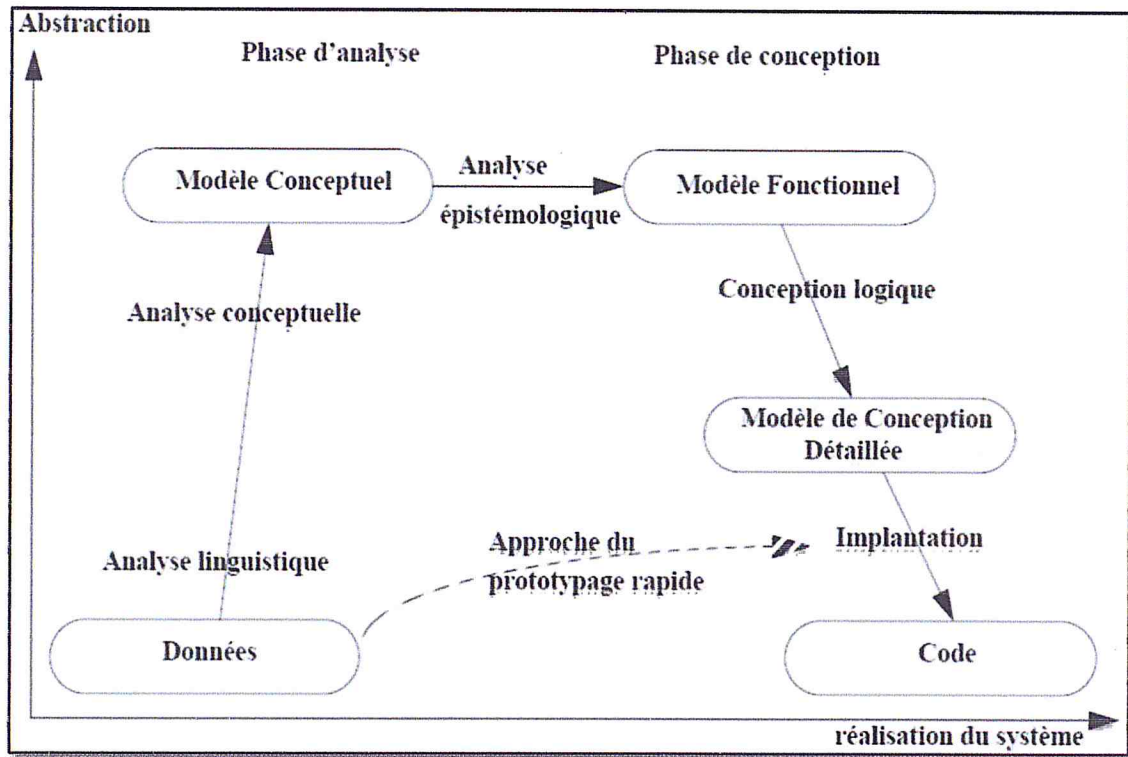 Abstraction
Phase d'analyse
Phase de conception
Modèle Conceptuel
Analyse
épistémologique
Modèle Fonctionnel
Analyse conceptuelle
Conception logique
Modèle de Conception
Détaillée
Analyse linguistique
Approche du
prototypage rapide
Implantation
Données
Code
réalisation du système